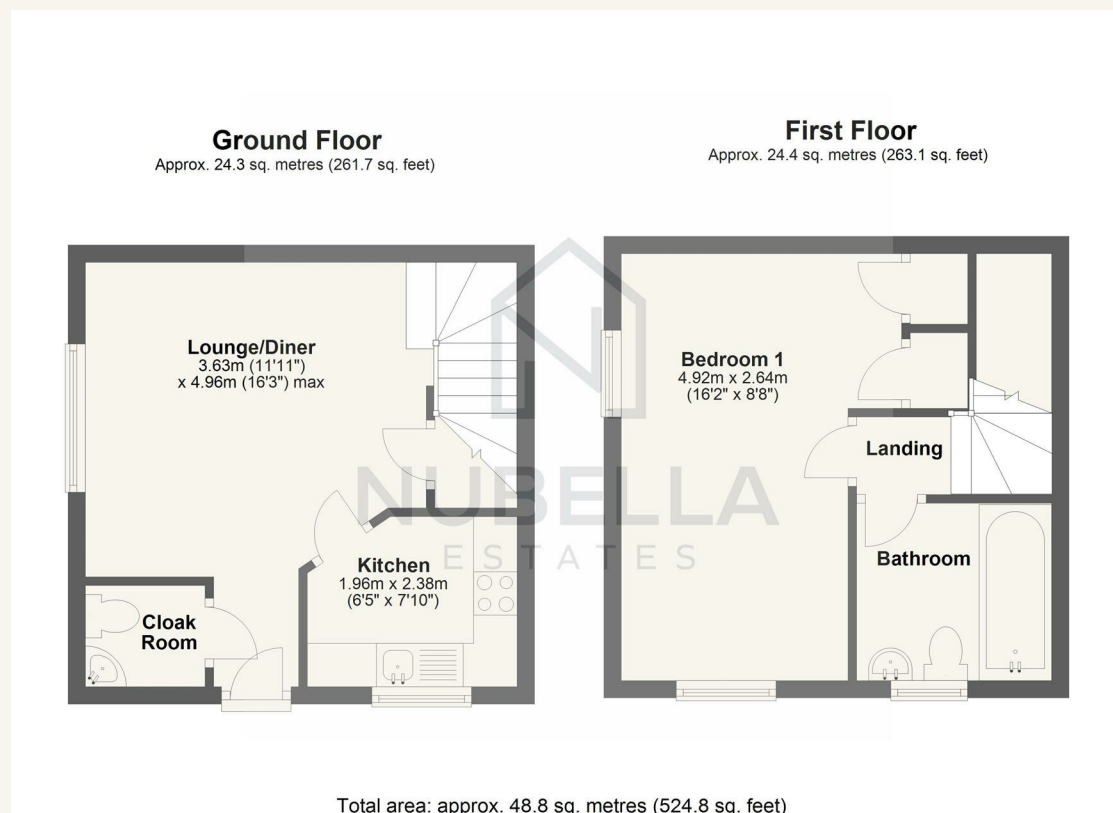 Ground Floor
Approx. 24.3 sq. metres (261.7 sq. feet)
Lounge/Diner
3.63m (11'11")
x 4.96m (16'3") max
Kitchen
1.96m x 2.38m
(6'5" x 7'10")
Cloak
Room
First Floor
Approx. 24.4 sq. metres (263.1 sq. feet)
Bedroom 1
4.92m x 2.64m
(16'2" x 8'8")
Landing
Bathroom
NUBELLA
ESTATES
Total area: approx. 48.8 sq. metres (524.8 sq. feet)